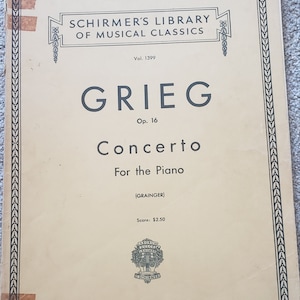 SCHIRMER'S LIBRARY
OF MUSICAL CLASSICS
Vol. 1399
GRIEG
Op. 16
Concerto
For the Piano
(GRAINGER)
Score: $2.50